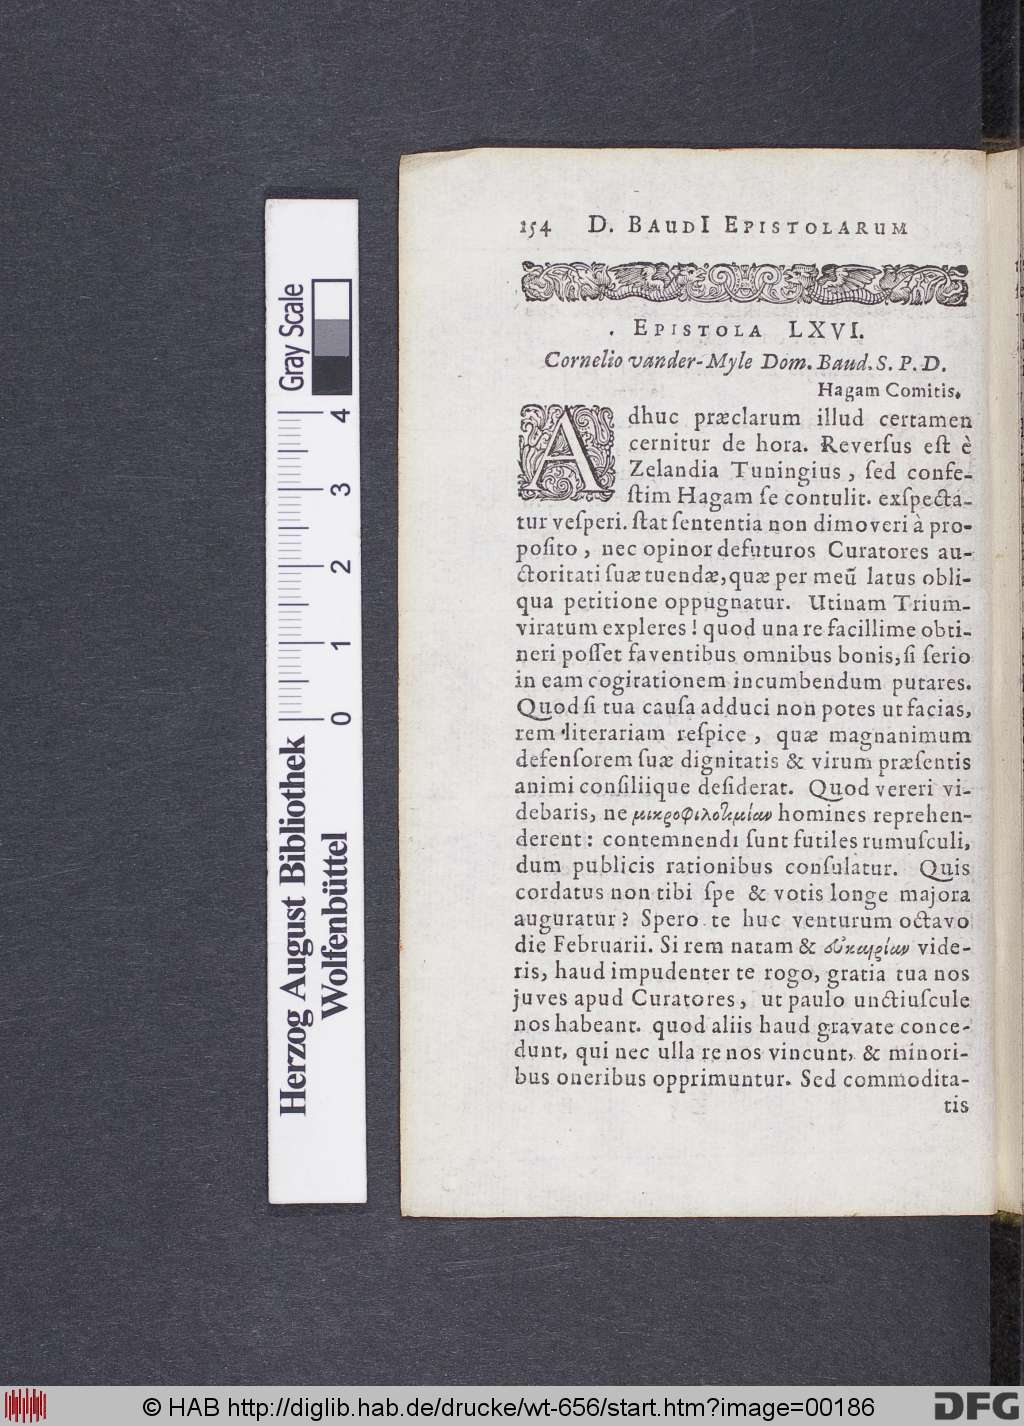 154 D. BaudI Epistolarum
Epistola LXVI.
Cornelio vander-Myle Dom. Baud. S. P. D.
Hagam Comitis.
Adhuc præclarum illud certamen
cernitur de hora. Reverſus eſt è
Zelandia Tuningius, ſed confe-
ſtim Hagam ſe contulit. exſpecta-
tur veſperi. ſtat ſententia non dimoveri à pro-
poſito, nec opinor defuturos Curatores au-
ctoritati ſuæ tuendæ, quæ per meũ latus obli-
qua petitione oppugnatur. Utinam Trium-
viratum expleres! quod una re facillime obti-
neri poſſet faventibus omnibus bonis, ſi ſerio
in eam cogitationem incumbendum putares.
Quod ſi tua cauſa adduci non potes ut facias,
rem literariam reſpice, quæ magnanimum
defenſorem ſuæ dignitatis & virum præſentis
animi conſiliique deſiderat. Quod vereri vi-
debaris, ne μικροφιλοτιμίαν homines reprehen-
derent: contemnendi ſunt futiles rumuſculi,
dum publicis rationibus conſulatur. Quis
cordatus non tibi ſpe & votis longe majora
auguratur? Spero te huc venturum octavo
die Februarii. Si rem natam & εὐκαιρίαν vide-
ris, haud impudenter te rogo, gratia tua nos
juves apud Curatores, ut paulo unctiuſcule
nos habeant. quod aliis haud gravate conce-
dunt, qui nec ulla re nos vincunt, & minori-
bus oneribus opprimuntur. Sed commodita-
tis
Gray Scale
4
3
2
1
0
Herzog August Bibliothek
Wolfenbüttel
© HAB http://diglib.hab.de/drucke/wt-656/start.htm?image=00186
DFG